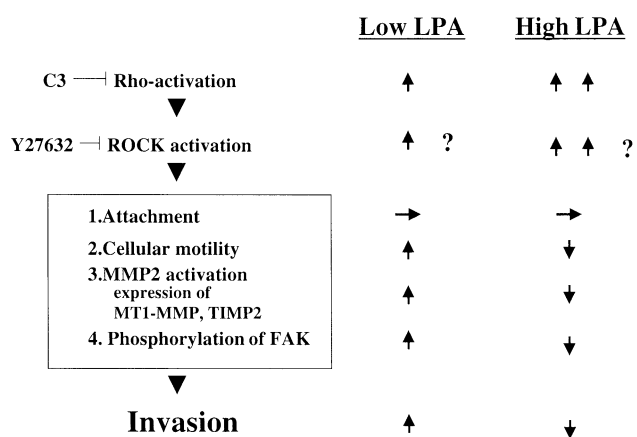 Low LPA High LPA
C3 Rho-activation
Y27632 ROCK activation ? ?
1.Attachment
2.Cellular motility
3.MMP2 activation
expression of
MT1-MMP, TIMP2
4. Phosphorylation of FAK
Invasion